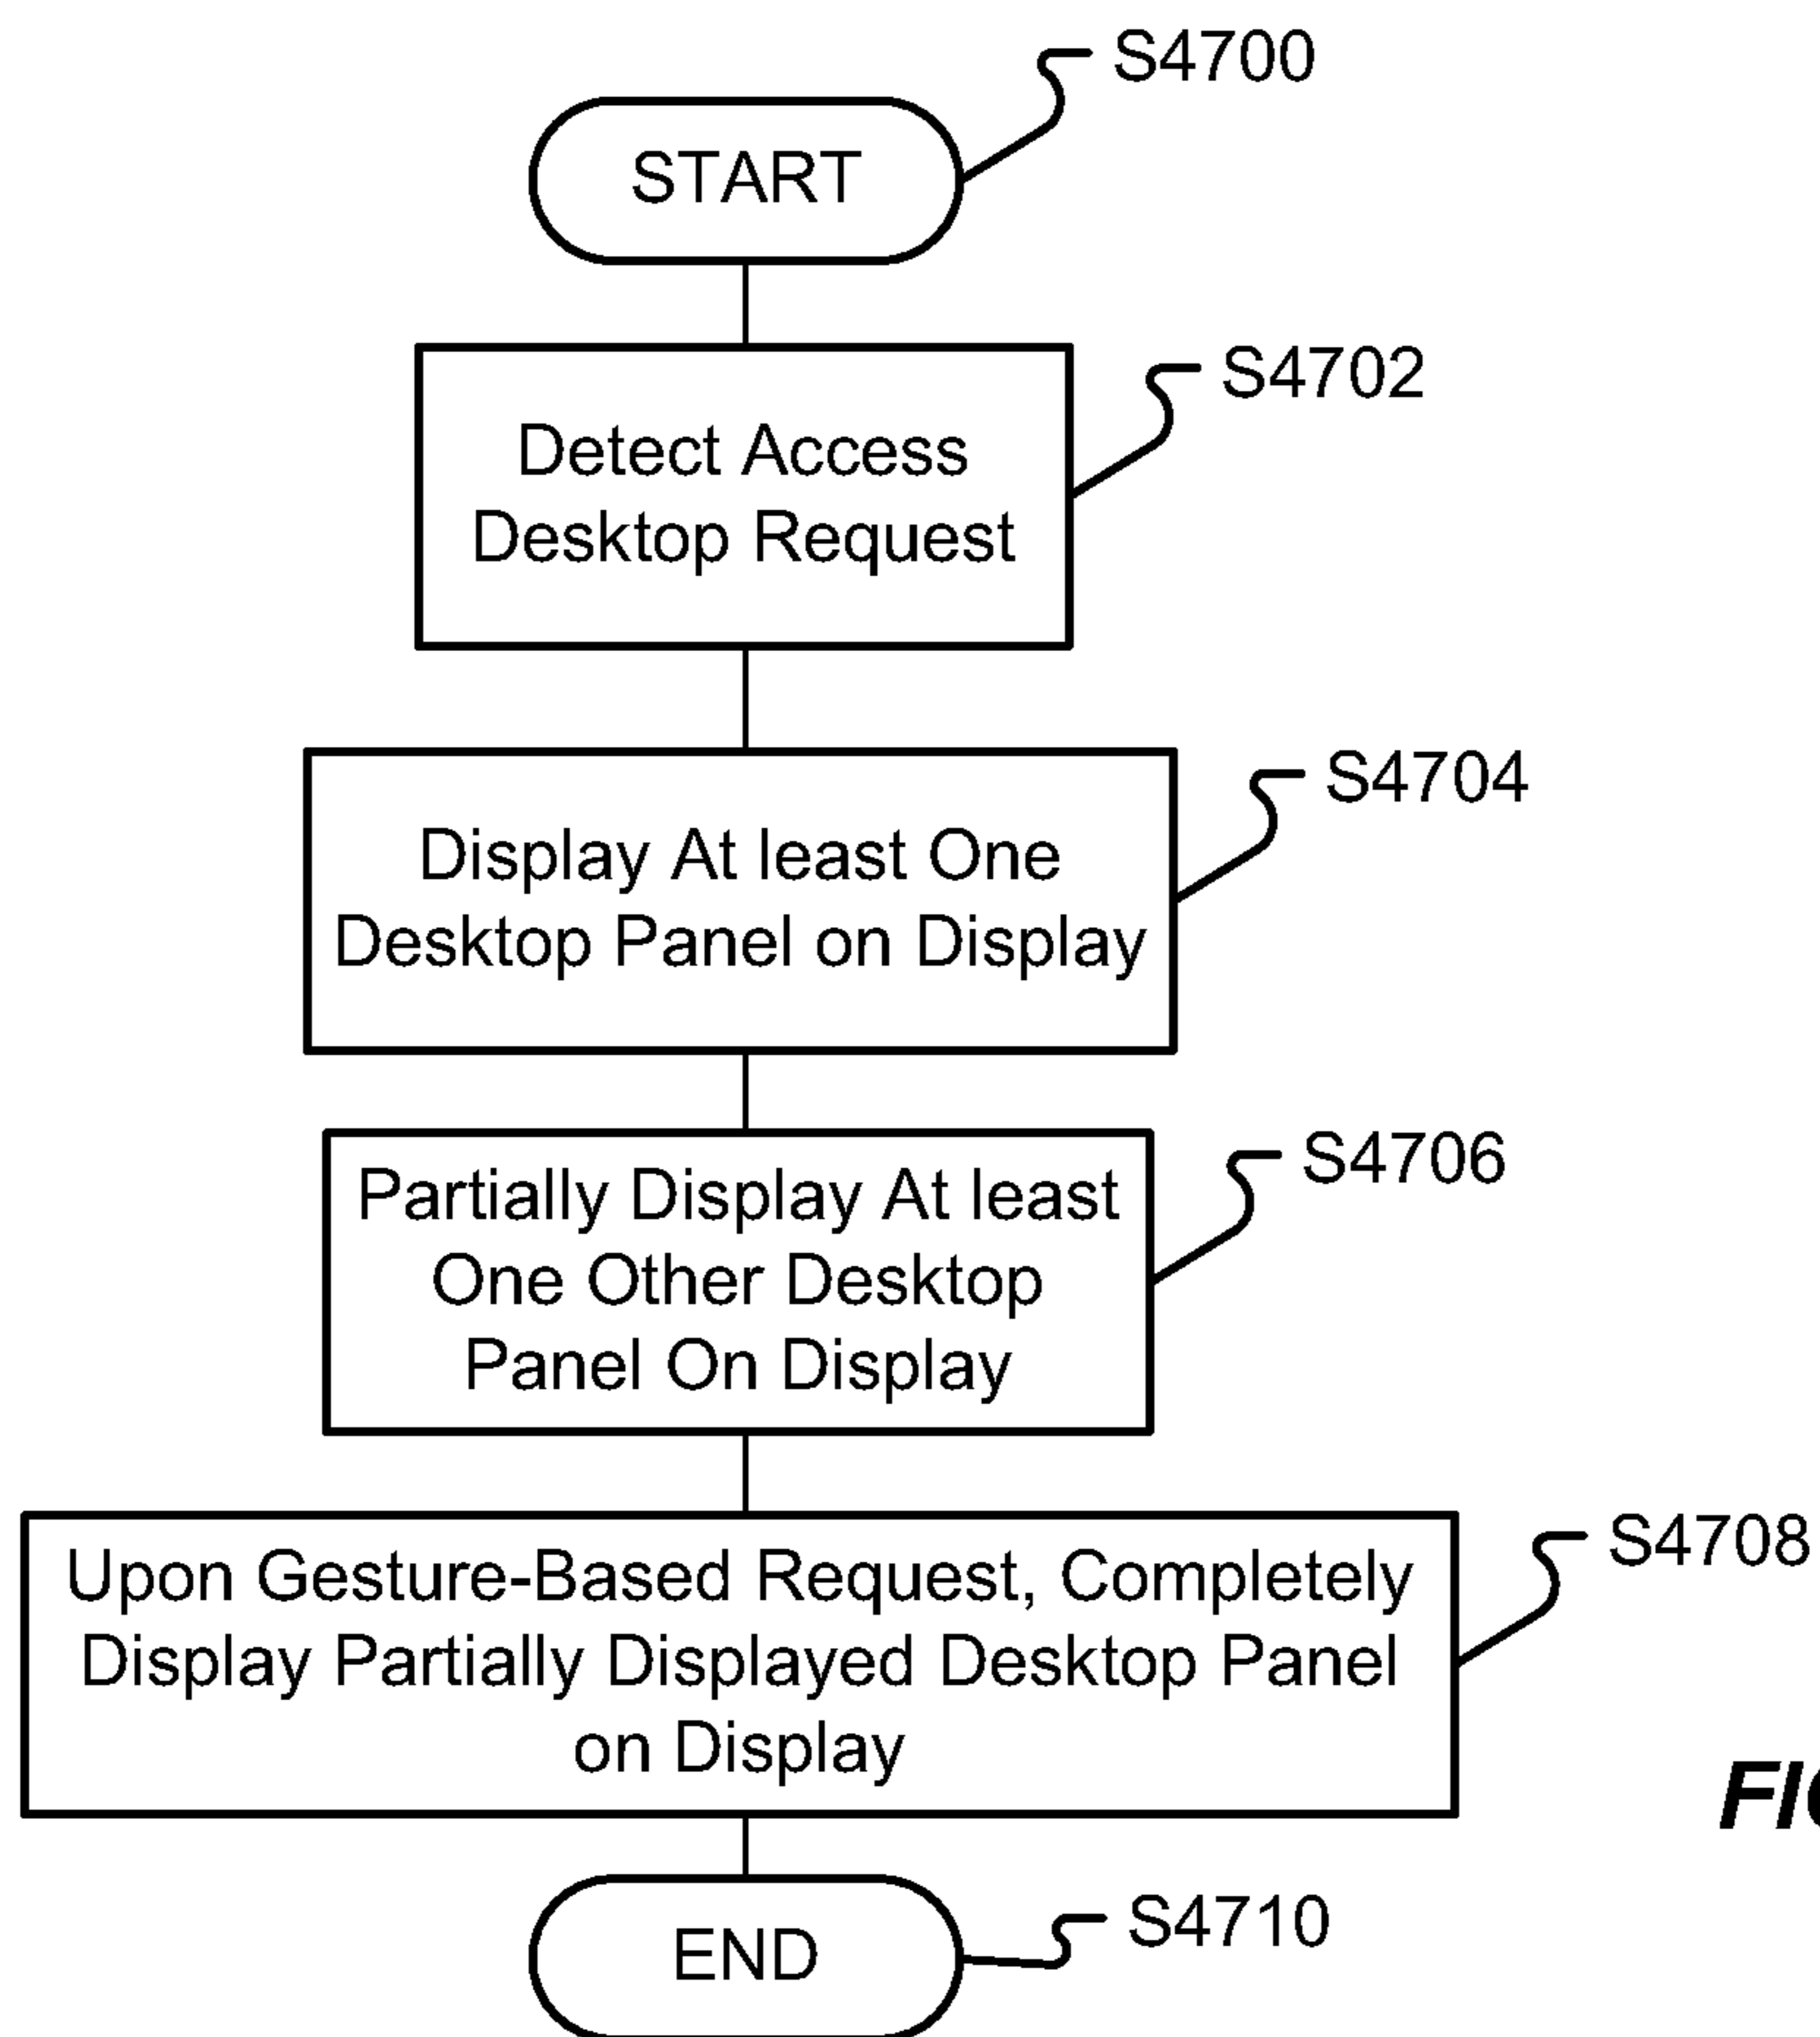 S4700
START
S4702
Detect Access
Desktop Request
S4704
Display At least One
Desktop Panel on Display
S4706
Partially Display At least
One Other Desktop
Panel On Display
S4708
Upon Gesture-Based Request, Completely
Display Partially Displayed Desktop Panel
on Display
S4710
END